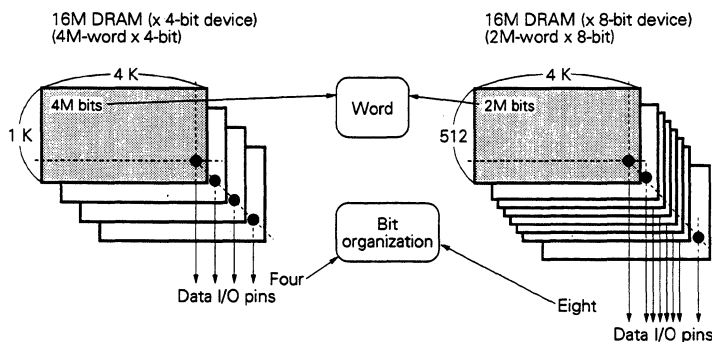 16M DRAM (x 4-bit device)
(4M-word x 4-bit)
4 K
4M bits
1 K
Four
Data I/O pins
Word
Bit
organization
16M DRAM (x 8-bit device)
(2M-word x 8-bit)
4 K
2M bits
512
Eight
Data I/O pins